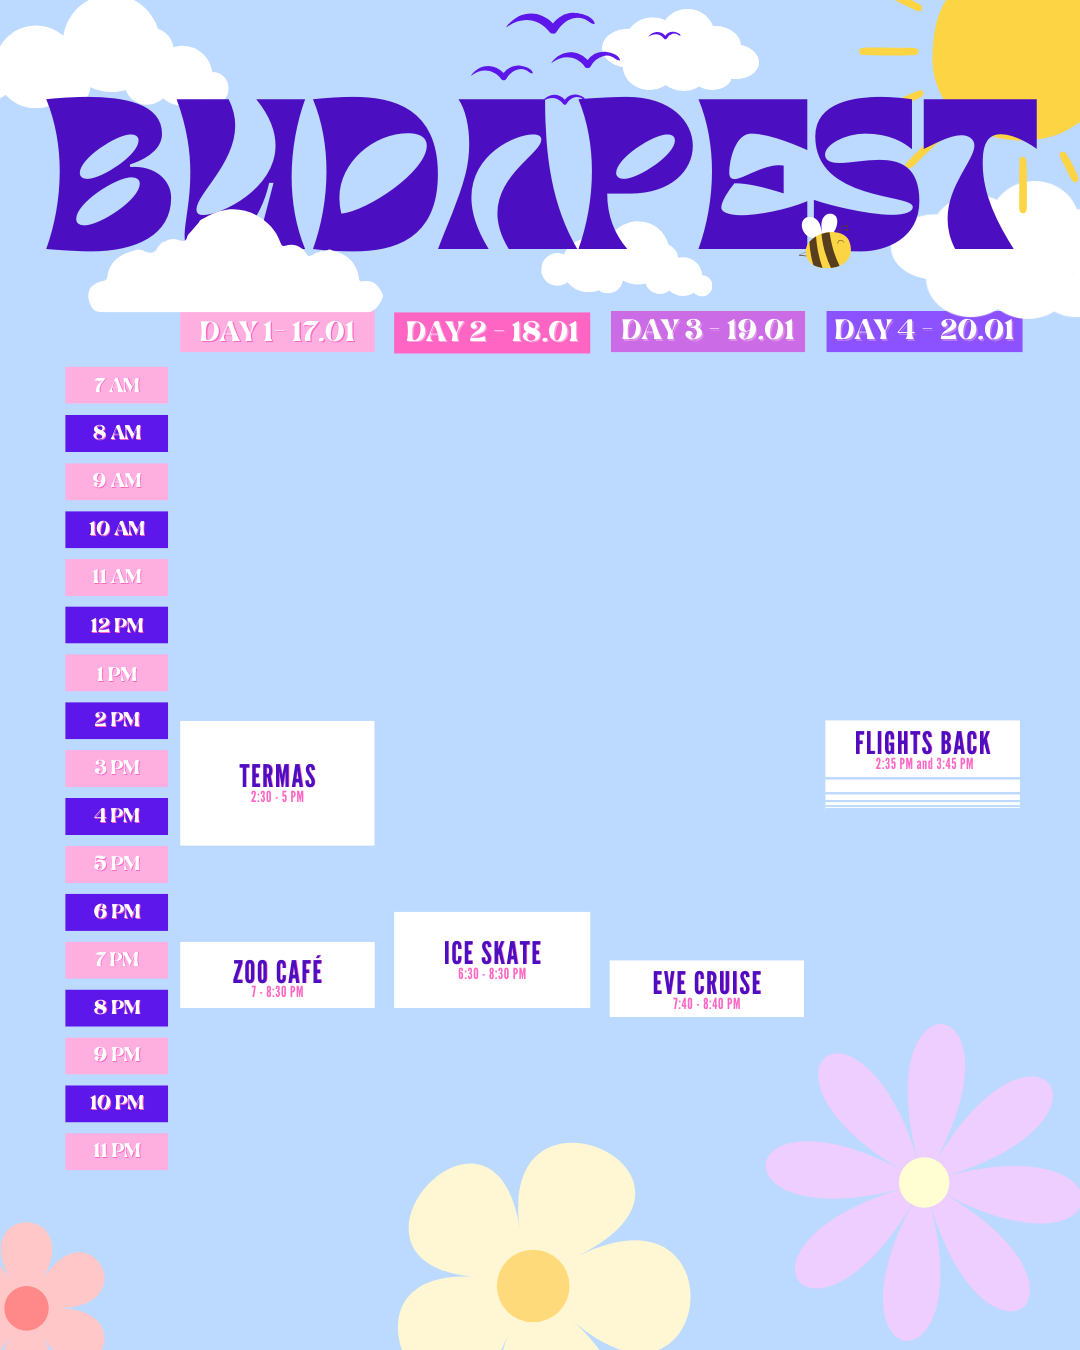 BUDAPEST
DAY 1- 17.01
DAY 2 - 18.01
DAY 3 - 19.01
DAY 4 - 20.01
7 AM
8 AM
9 AM
10 AM
11 AM
12 PM
1 PM
2 PM
3 PM
4 PM
5 PM
6 PM
7 PM
8 PM
9 PM
10 PM
11 PM
TERMAS
2:30 - 5 PM
ZOO CAFÉ
7 - 8:30 PM
ICE SKATE
6:30 - 8:30 PM
EVE CRUISE
7:40 - 8:40 PM
FLIGHTS BACK
2:35 PM and 3:45 PM